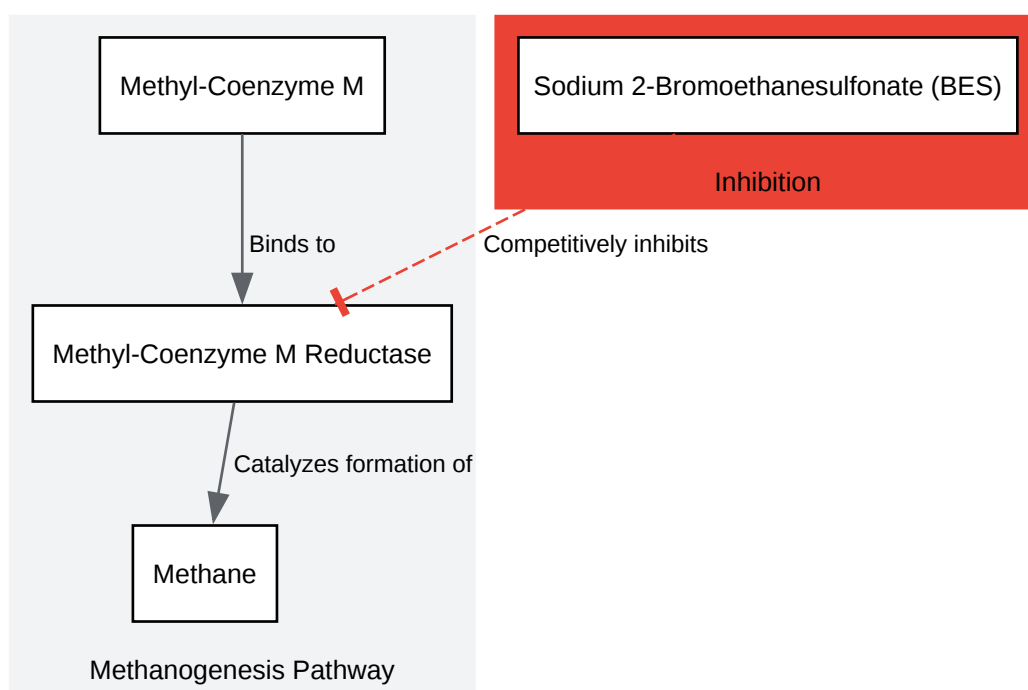 Methyl-Coenzyme M
Sodium 2-Bromoethanesulfonate (BES)
Inhibition
Binds to
Competitively inhibits
Methyl-Coenzyme M Reductase
Catalyzes formation of
Methane
Methanogenesis Pathway